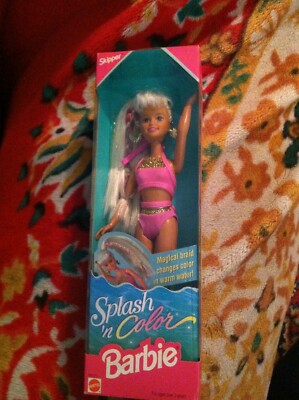 Skipper
Magical braid
changes color
in warm water!
Splash
'n Color
Barbie
MATTEL